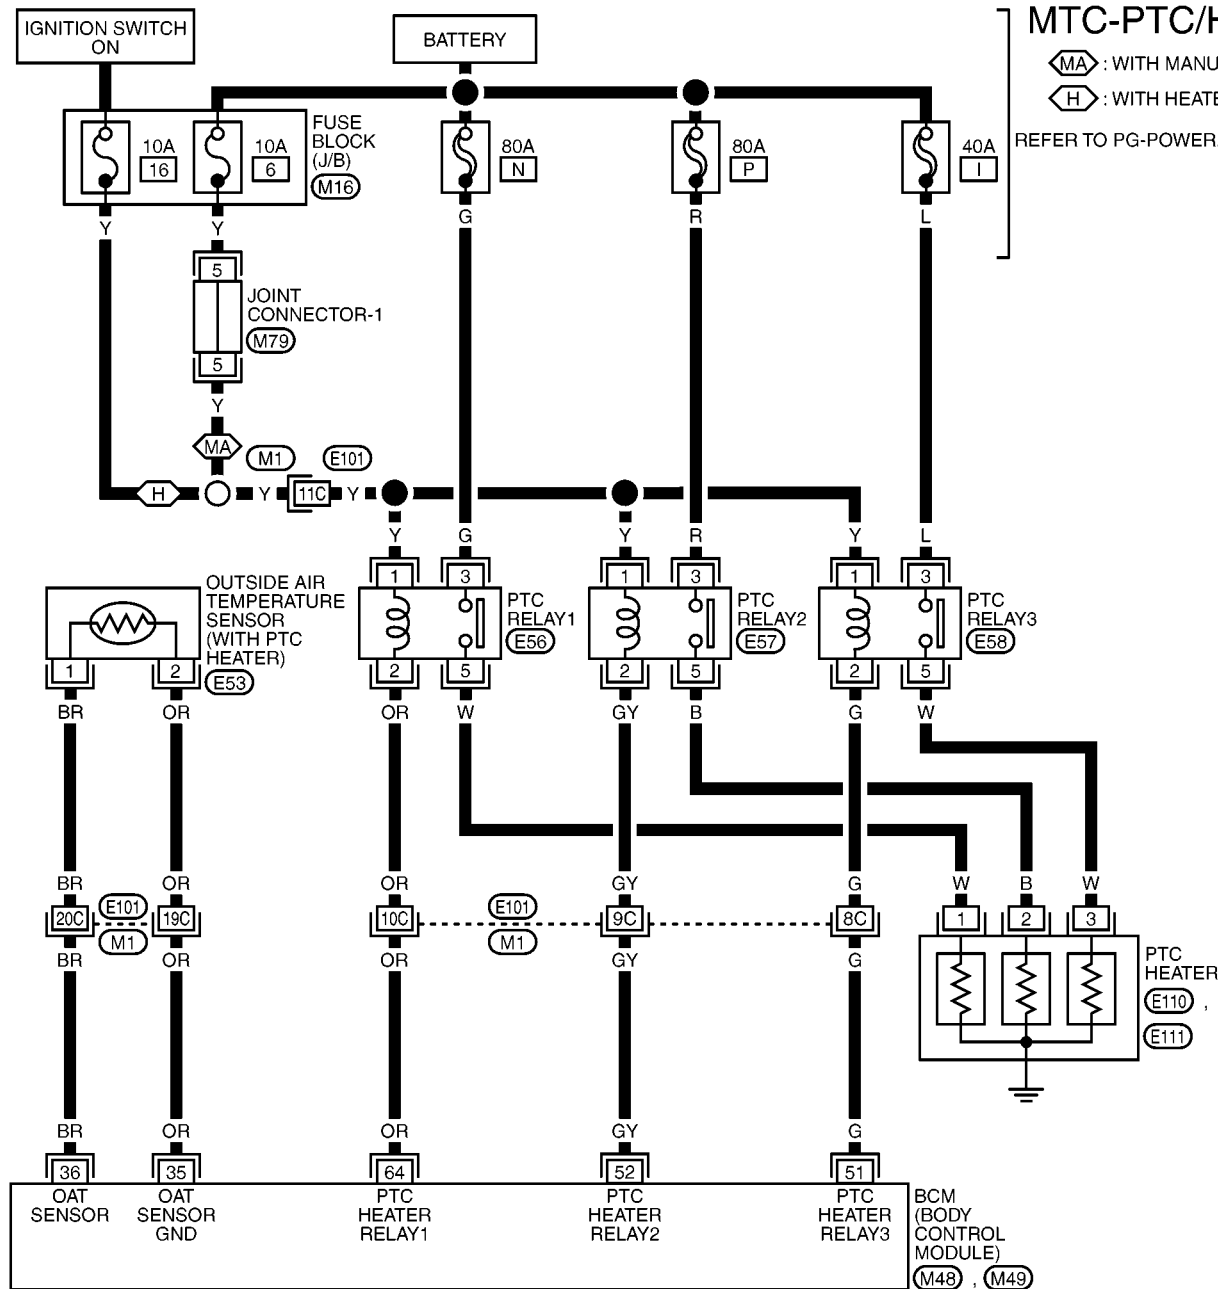 IGNITION SWITCH
ON
BATTERY
MTC-PTC/H
MA : WITH MANU
H : WITH HEATE
REFER TO PG-POWER
10A
16
10A
6
FUSE
BLOCK
(J/B)
M16
80A
N
80A
P
40A
I
Y
Y
G
R
L
5
JOINT
CONNECTOR-1
M79
5
Y
MA
M1
E101
H
Y
11C
Y
Y
G
Y
R
Y
L
1
3
1
3
1
3
OUTSIDE AIR
TEMPERATURE
SENSOR
(WITH PTC
HEATER)
E53
PTC
RELAY1
E56
PTC
RELAY2
E57
PTC
RELAY3
E58
1
2
2
5
2
5
2
5
BR
OR
OR
W
GY
B
G
W
BR
OR
OR
GY
G
W
B
W
20C
E101
M1
19C
10C
E101
M1
9C
8C
1
2
3
BR
OR
OR
GY
G
PTC
HEATER
E110 ,
E111
BR
OR
OR
GY
G
36
35
64
52
51
OAT
SENSOR
OAT
SENSOR
GND
PTC
HEATER
RELAY1
PTC
HEATER
RELAY2
PTC
HEATER
RELAY3
BCM
(BODY
CONTROL
MODULE)
M48 , M49